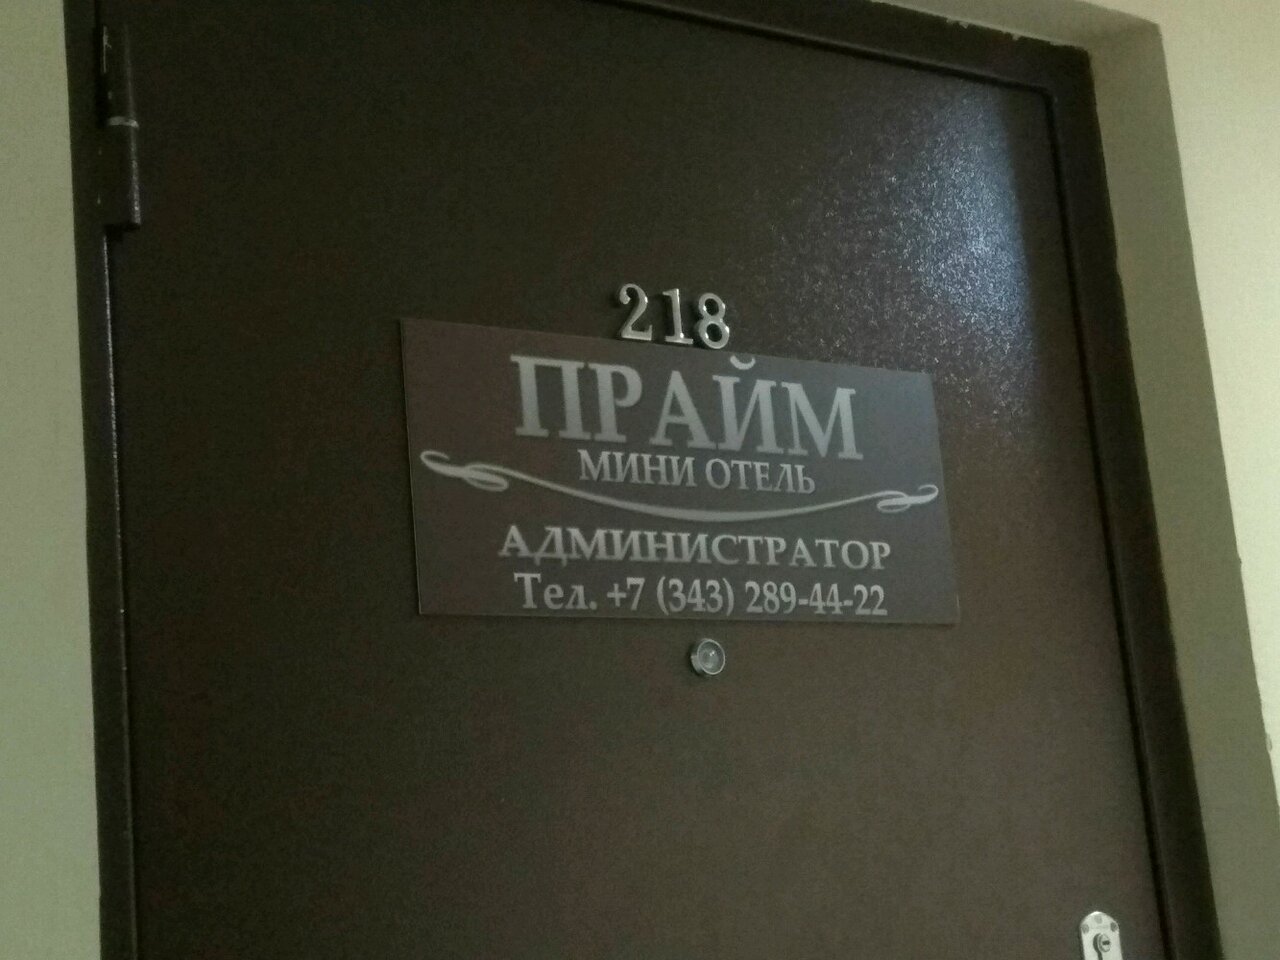 218
ПРАЙМ
МИНИ ОТЕЛЬ
АДМИНИСТРАТОР
Тел. +7 (343) 289-44-22